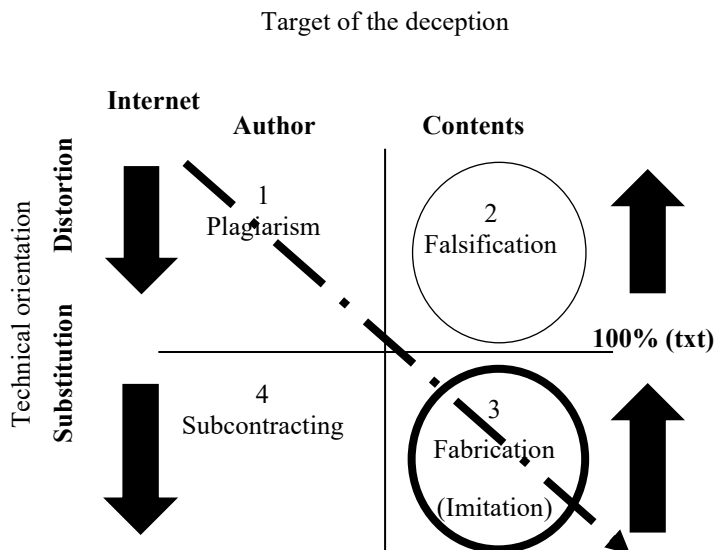 Target of the deception
Internet
Author
Contents
Technical orientation
Distortion
1
Plagiarism
2
Falsification
100% (txt)
Substitution
4
Subcontracting
3
Fabrication
(Imitation)